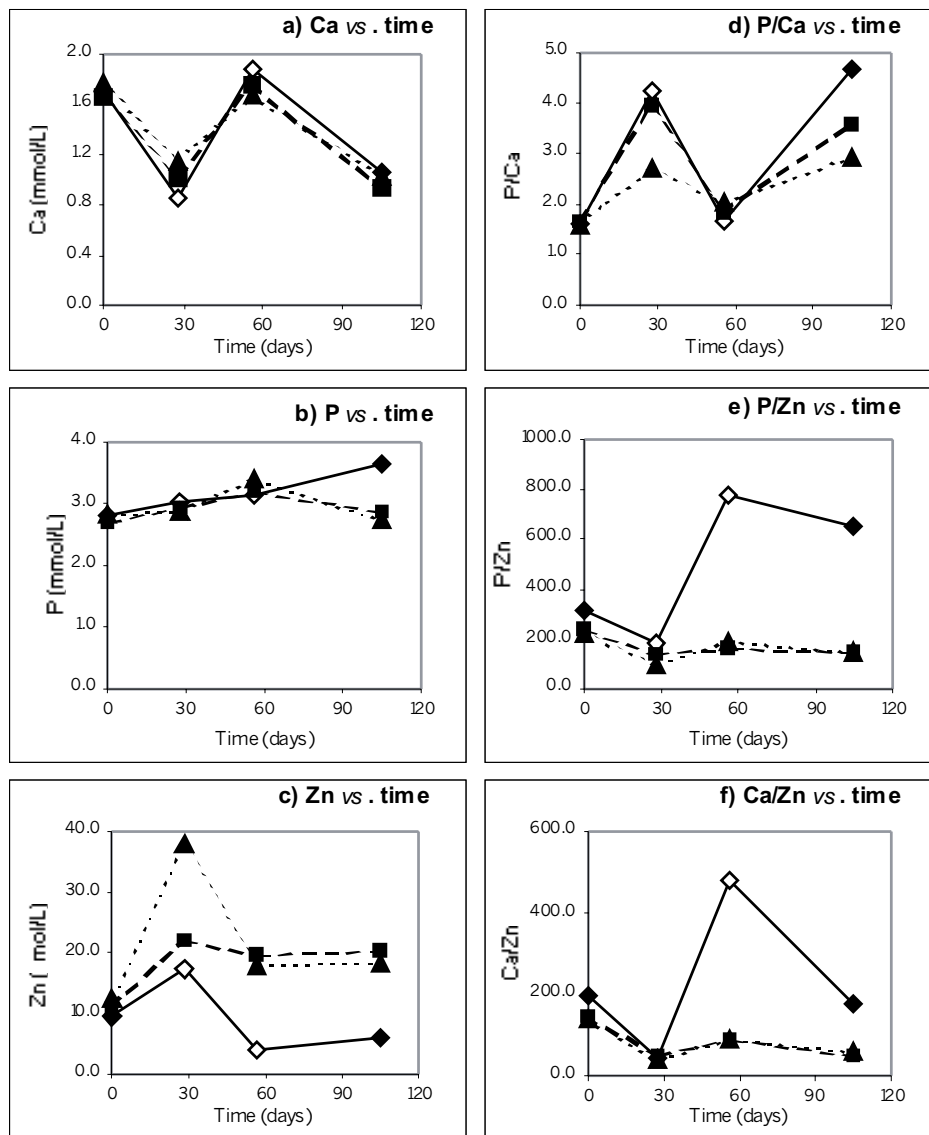 a) Ca vs. time
2.0
1.6
1.2
0.8
0.4
0.0
Ca [mmol/L]
0 30 60 90 120
Time (days)
d) P/Ca vs. time
5.0
4.0
3.0
2.0
1.0
0.0
P/Ca
0 30 60 90 120
Time (days)
b) P vs. time
4.0
3.0
2.0
1.0
0.0
P [mmol/L]
0 30 60 90 120
Time (days)
e) P/Zn vs. time
1000.0
800.0
600.0
400.0
200.0
0.0
P/Zn
0 30 60 90 120
Time (days)
c) Zn vs. time
40.0
30.0
20.0
10.0
0.0
Zn [ mol/L]
0 30 60 90 120
Time (days)
f) Ca/Zn vs. time
600.0
400.0
200.0
0.0
Ca/Zn
0 30 60 90 120
Time (days)